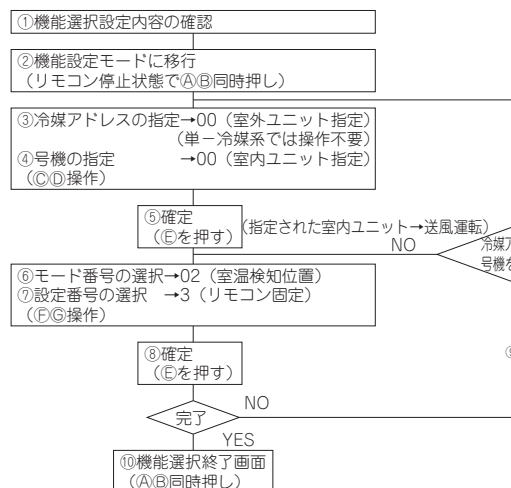 ①機能選択設定内容の確認
②機能設定モードに移行
(リモコン停止状態でⒶⒷ同時押し)
③冷媒アドレスの指定→00(室外ユニット指定)
(単一冷媒系では操作不要)
④号機の指定 →00(室内ユニット指定)
(ⒸⒹ操作)
⑤確定
(Ⓔを押す)
(指定された室内ユニット→送風運転)
NO
冷媒ア
号機を
⑥モード番号の選択→02(室温検知位置)
⑦設定番号の選択 →3(リモコン固定)
(ⒻⒼ操作)
⑧確定
(Ⓔを押す)
完了
NO
YES
⑩機能選択終了画面
(ⒶⒷ同時押し)